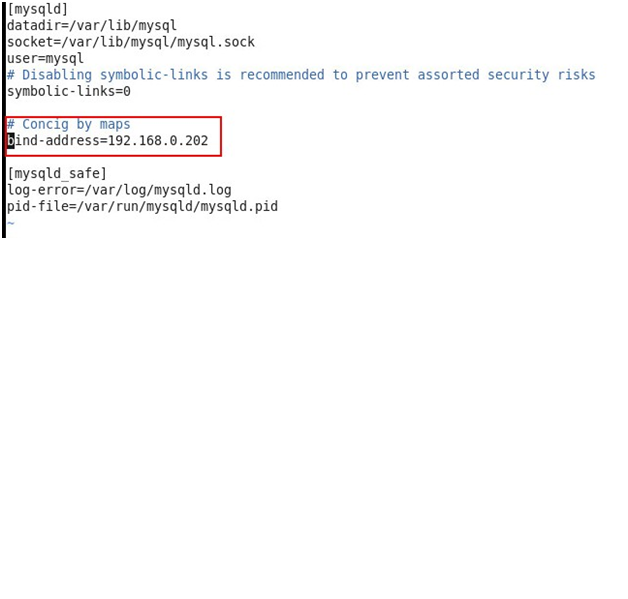 [mysqld]
datadir=/var/lib/mysql
socket=/var/lib/mysql/mysql.sock
user=mysql
# Disabling symbolic-links is recommended to prevent assorted security risks
symbolic-links=0
# Concig by maps
bind-address=192.168.0.202
[mysqld_safe]
log-error=/var/log/mysqld.log
pid-file=/var/run/mysqld/mysqld.pid
~